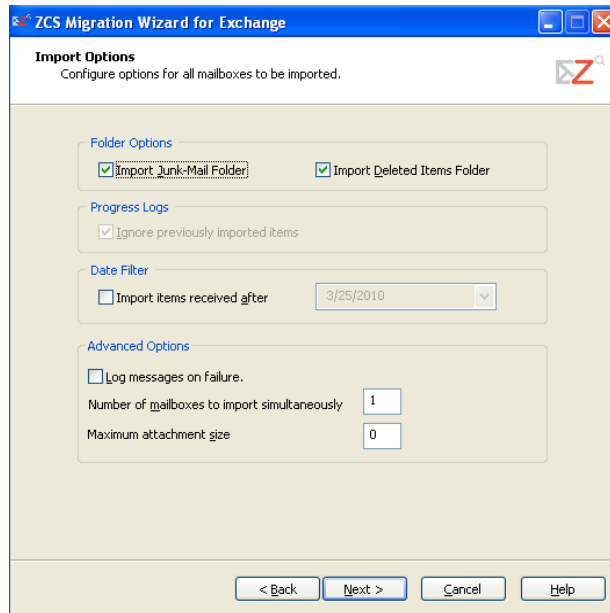 ZCS Migration Wizard for Exchange
Import Options
Configure options for all mailboxes to be imported.
Folder Options
Import Junk-Mail Folder Import Deleted Items Folder
Progress Logs
Ignore previously imported items
Date Filter
Import items received after 3/25/2010
Advanced Options
Log messages on failure.
Number of mailboxes to import simultaneously 1
Maximum attachment size 0
< Back Next > Cancel Help